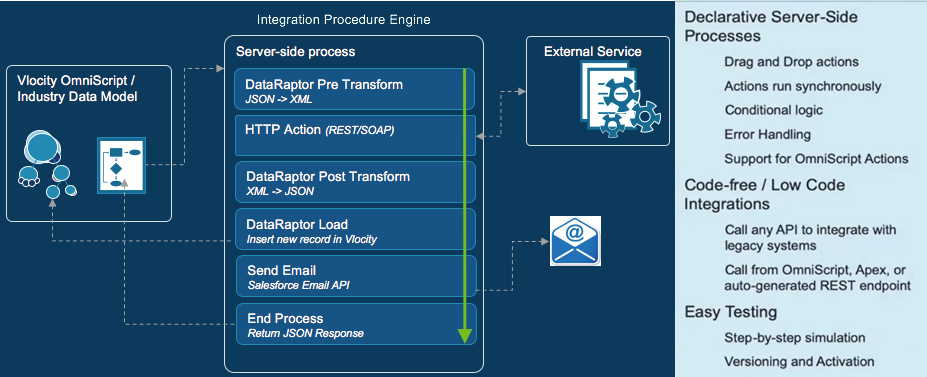 Integration Procedure Engine
Vlocity OmniScript /
Industry Data Model
Server-side process
DataRaptor Pre Transform
JSON -> XML
HTTP Action (REST/SOAP)
DataRaptor Post Transform
XML -> JSON
DataRaptor Load
Insert new record in Vlocity
Send Email
Salesforce Email API
End Process
Return JSON Response
External Service
@
Declarative Server-Side
Processes
Drag and Drop actions
Actions run synchronously
Conditional logic
Error Handling
Support for OmniScript Actions
Code-free / Low Code
Integrations
Call any API to integrate with
legacy systems
Call from OmniScript, Apex, or
auto-generated REST endpoint
Easy Testing
Step-by-step simulation
Versioning and Activation